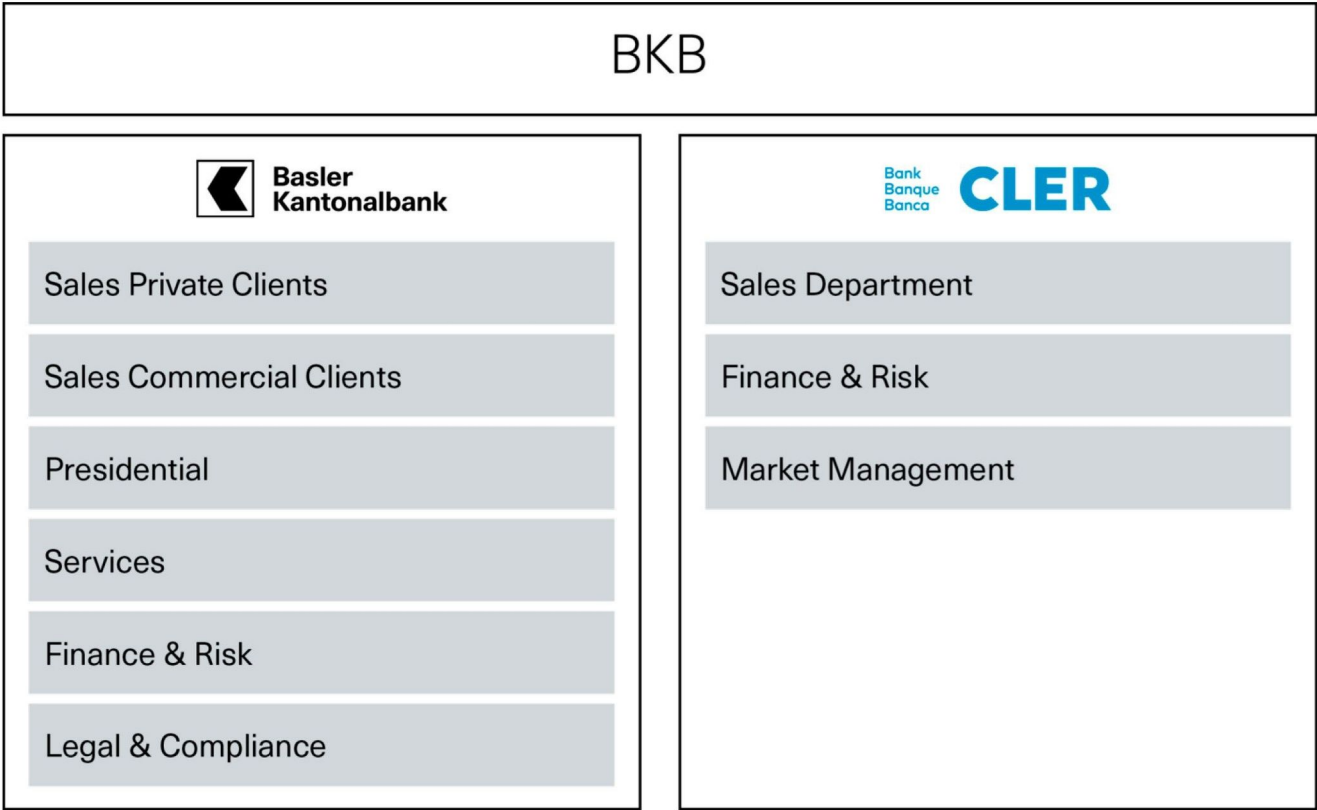 BKB
Basler
Kantonalbank
Sales Private Clients
Sales Commercial Clients
Presidential
Services
Finance & Risk
Legal & Compliance
Bank
Banque
Banca
CLER
Sales Department
Finance & Risk
Market Management